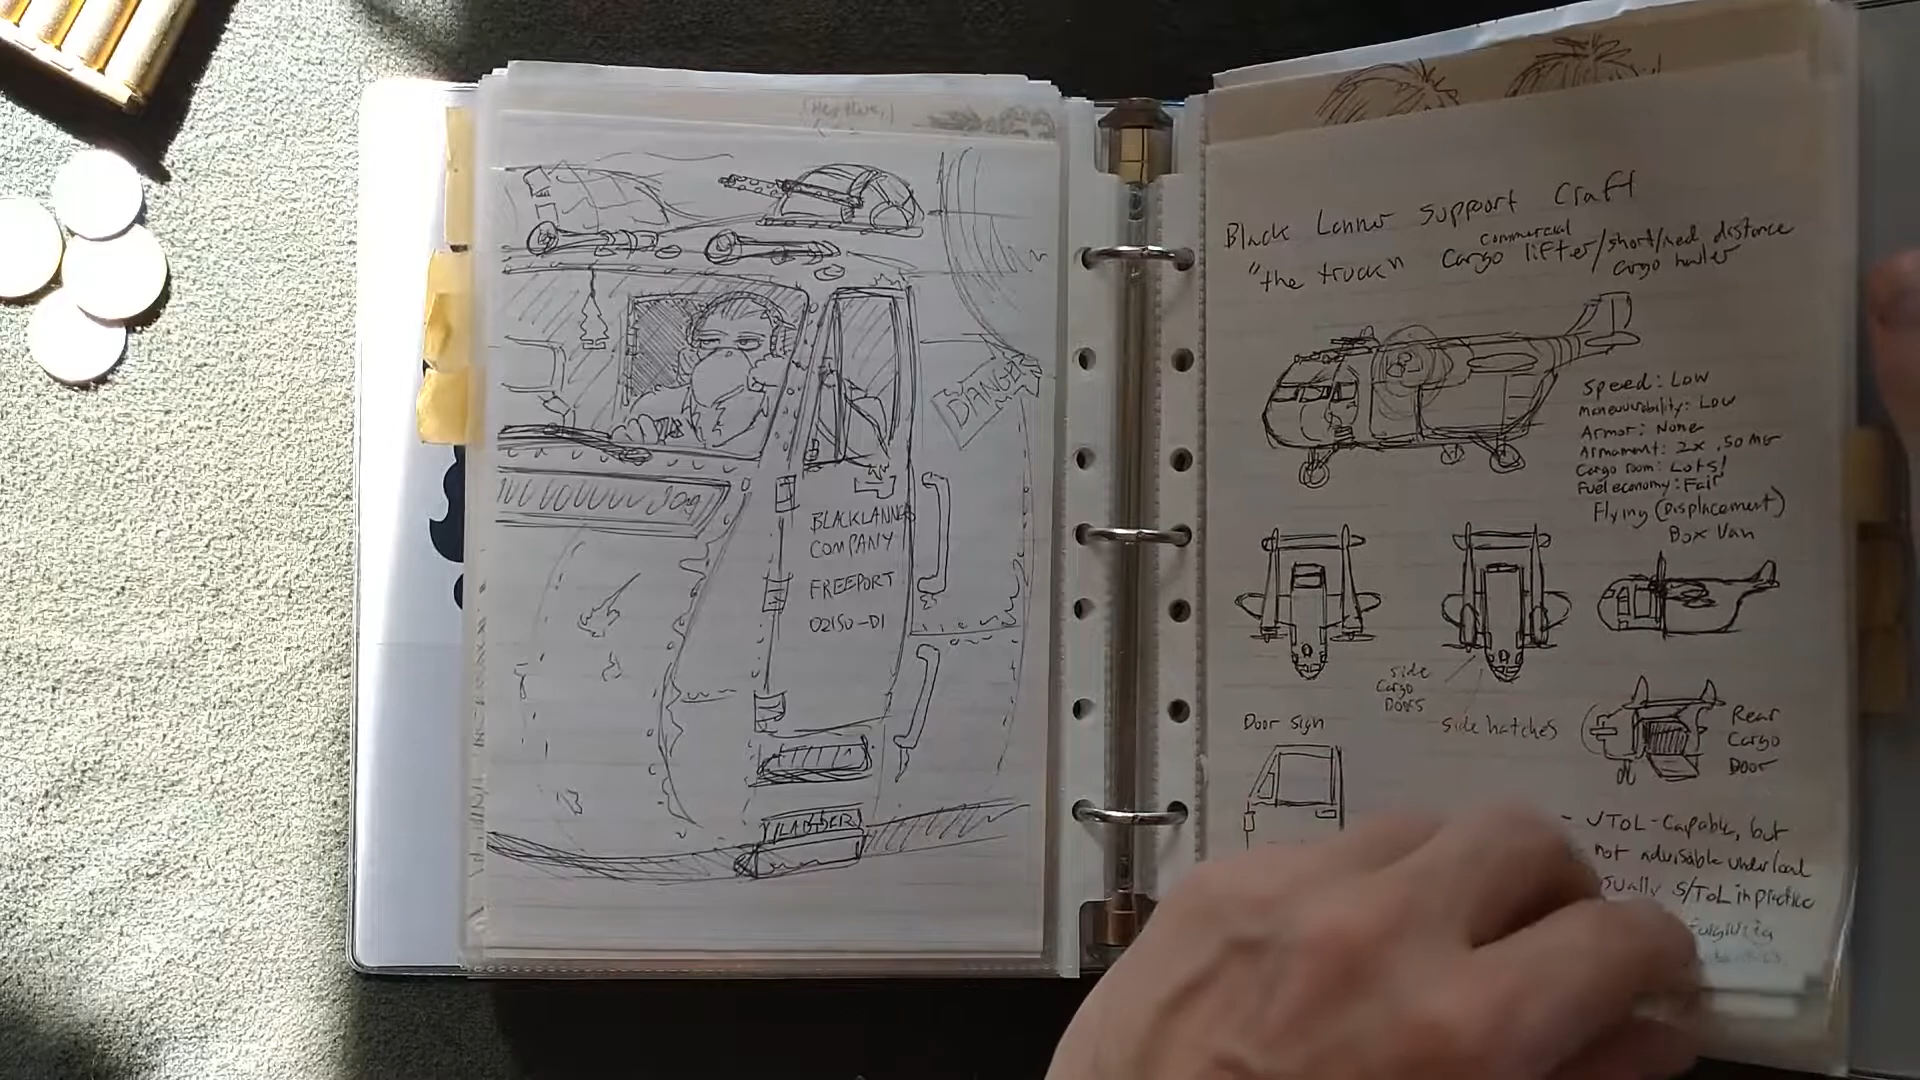 DANGER
BLACKLANNER
COMPANY
FREEPORT
02150-D1
LADDER
Black Lanner Support Craft
"the truck" commercial
Cargo lifter/short/med distance
cargo hauler
Speed: Low
Maneuverability: Low
Armor: None
Armament: 2x .50 MG
Cargo room: Lots!
Fuel economy: Fair
Flying (Displacement)
Box Van
side
Cargo
Doors
side hatches
Rear
Cargo
Door
Door sign
- VTOL-Capable, but
not advisable under load
S/TOL in practice